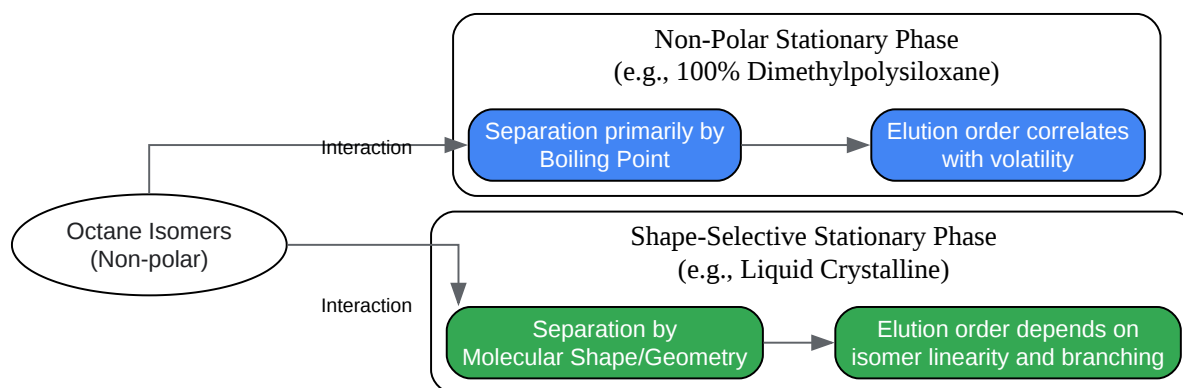 Non-Polar Stationary Phase
(e.g., 100% Dimethylpolysiloxane)
Interaction
Separation primarily by
Boiling Point
Elution order correlates
with volatility
Octane Isomers
(Non-polar)
Shape-Selective Stationary Phase
(e.g., Liquid Crystalline)
Interaction
Separation by
Molecular Shape/Geometry
Elution order depends on
isomer linearity and branching